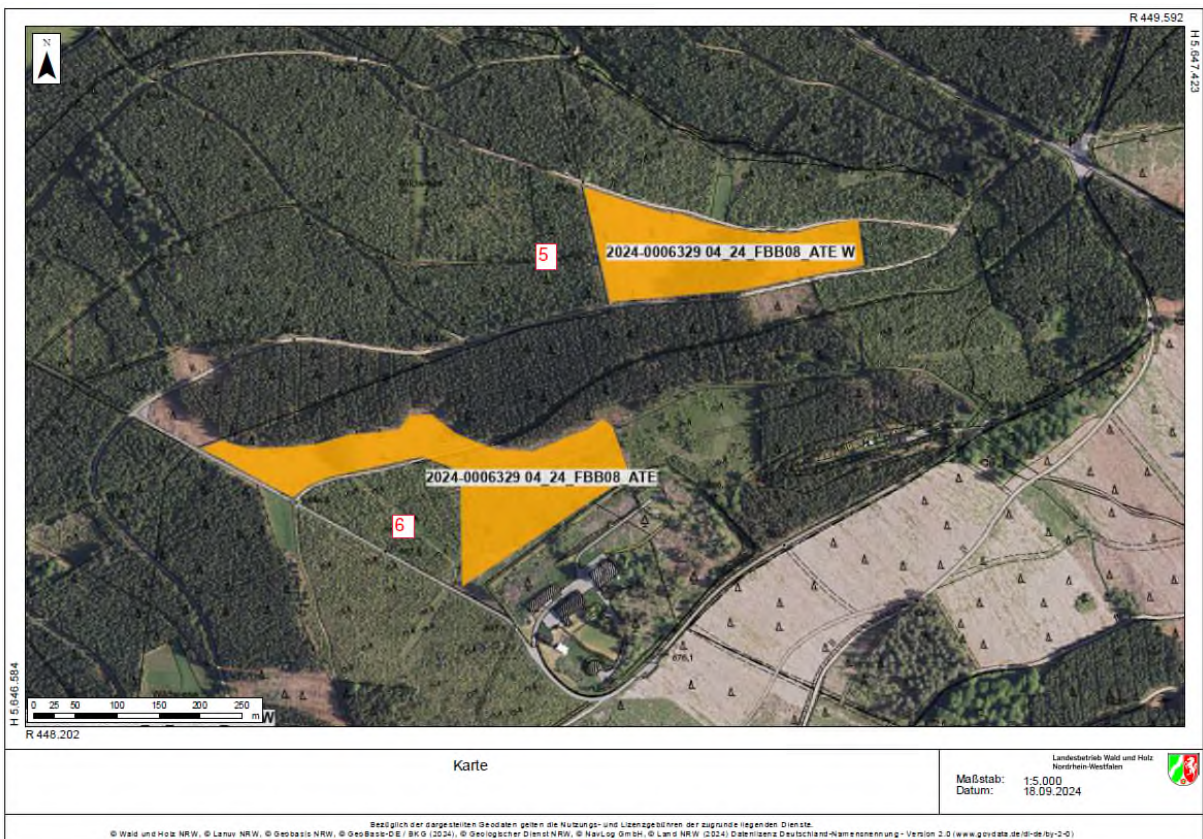 R 449.592
H 5.647.423
N
5
2024-0006329 04_24_FBB08_ATE W
2024-0006329 04_24_FBB08_ATE
6
676,1
H 5.646.584
0 25 50 100 150 200 250
m
W
R 448.202
Karte
Landesbetrieb Wald und Holz
Nordrhein-Westfalen
Maßstab: 1:5.000
Datum: 18.09.2024
Bezüglich der dargestellten Geodaten gelten die Nutzungs- und Lizenzgebühren der zugrunde liegenden Dienste.
© Wald und Holz NRW, © Lanuv NRW, © Geobasis NRW, © GeoBasis-DE / BKG (2024), © Geologischer Dienst NRW, © NavLog GmbH, © Land NRW (2024) Datenlizenz Deutschland-Namensnennung - Version 2.0 (www.govdata.de/dl-de/by-2-0)